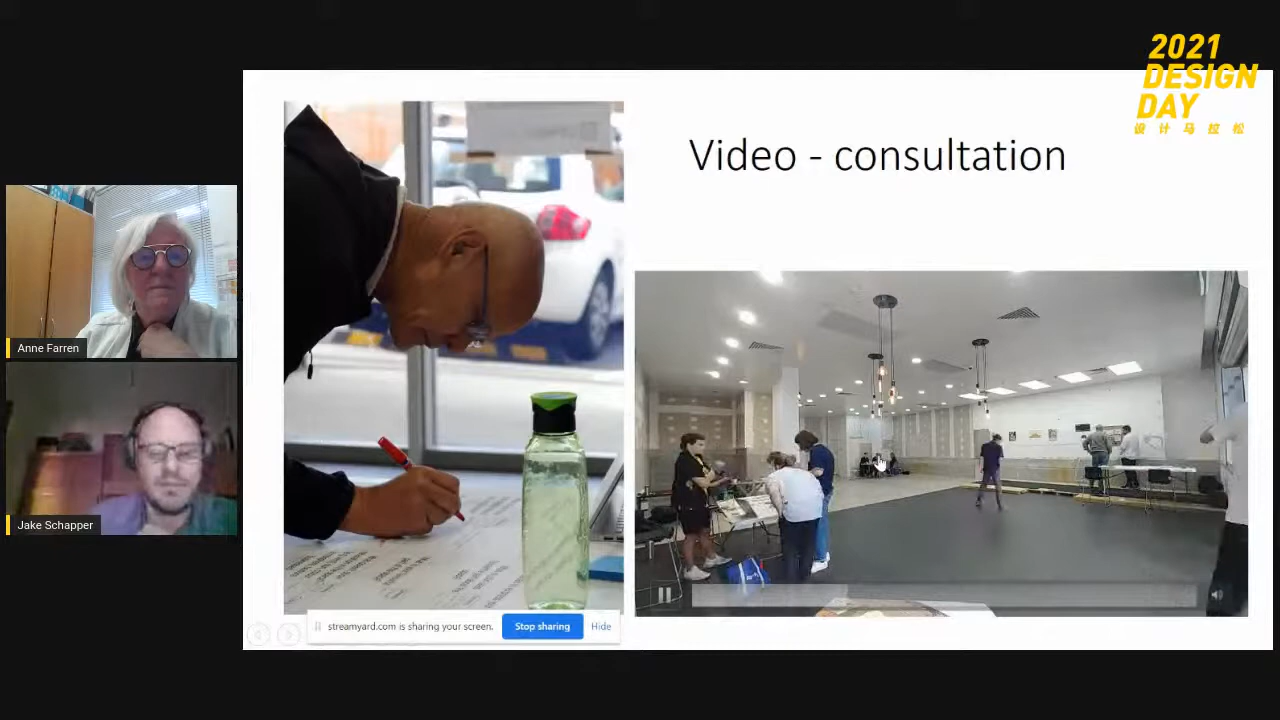 2021
DESIGN
DAY
设计马拉松
Video - consultation
Anne Farren
Jake Schapper
streamyard.com is sharing your screen.
Stop sharing
Hide